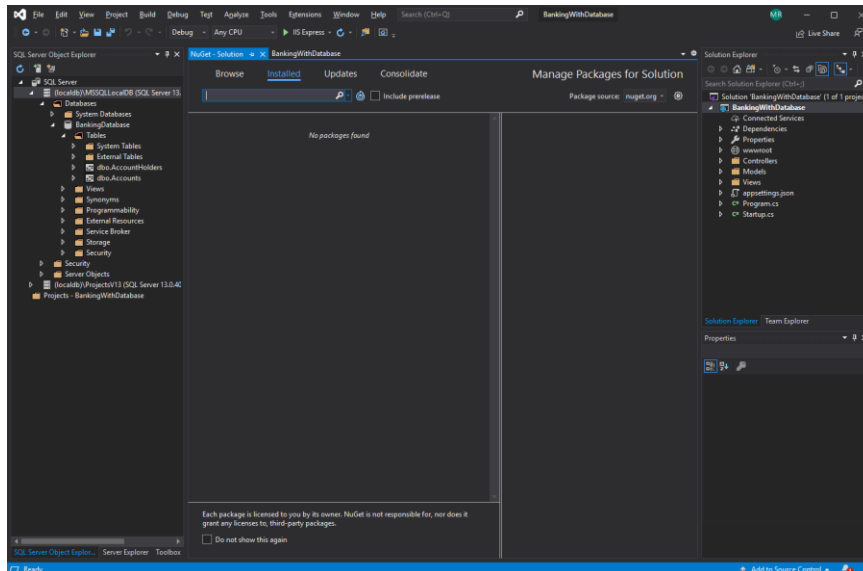 File Edit View Project Build Debug Test Analyze Tools Extensions Window Help Search (Ctrl+Q) BankingWithDatabase MR
Debug Any CPU IIS Express Live Share
SQL Server Object Explorer
SQL Server
(localdb)\MSSQLLocalDB (SQL Server 13.
Databases
System Databases
BankingDatabase
Tables
System Tables
External Tables
dbo.AccountHolders
dbo.Accounts
Views
Synonyms
Programmability
External Resources
Service Broker
Storage
Security
Security
Server Objects
(localdb)\ProjectsV13 (SQL Server 13.0.40
Projects - BankingWithDatabase
SQL Server Object Explor... Server Explorer Toolbox
NuGet - Solution BankingWithDatabase
Browse Installed Updates Consolidate Manage Packages for Solution
Include prerelease Package source: nuget.org
No packages found
Each package is licensed to you by its owner. NuGet is not responsible for, nor does it
grant any licenses to, third-party packages.
Do not show this again
Solution Explorer
Search Solution Explorer (Ctrl+;)
Solution 'BankingWithDatabase' (1 of 1 projec
BankingWithDatabase
Connected Services
Dependencies
Properties
wwwroot
Controllers
Models
Views
appsettings.json
Program.cs
Startup.cs
Solution Explorer Team Explorer
Properties
Ready Add to Source Control